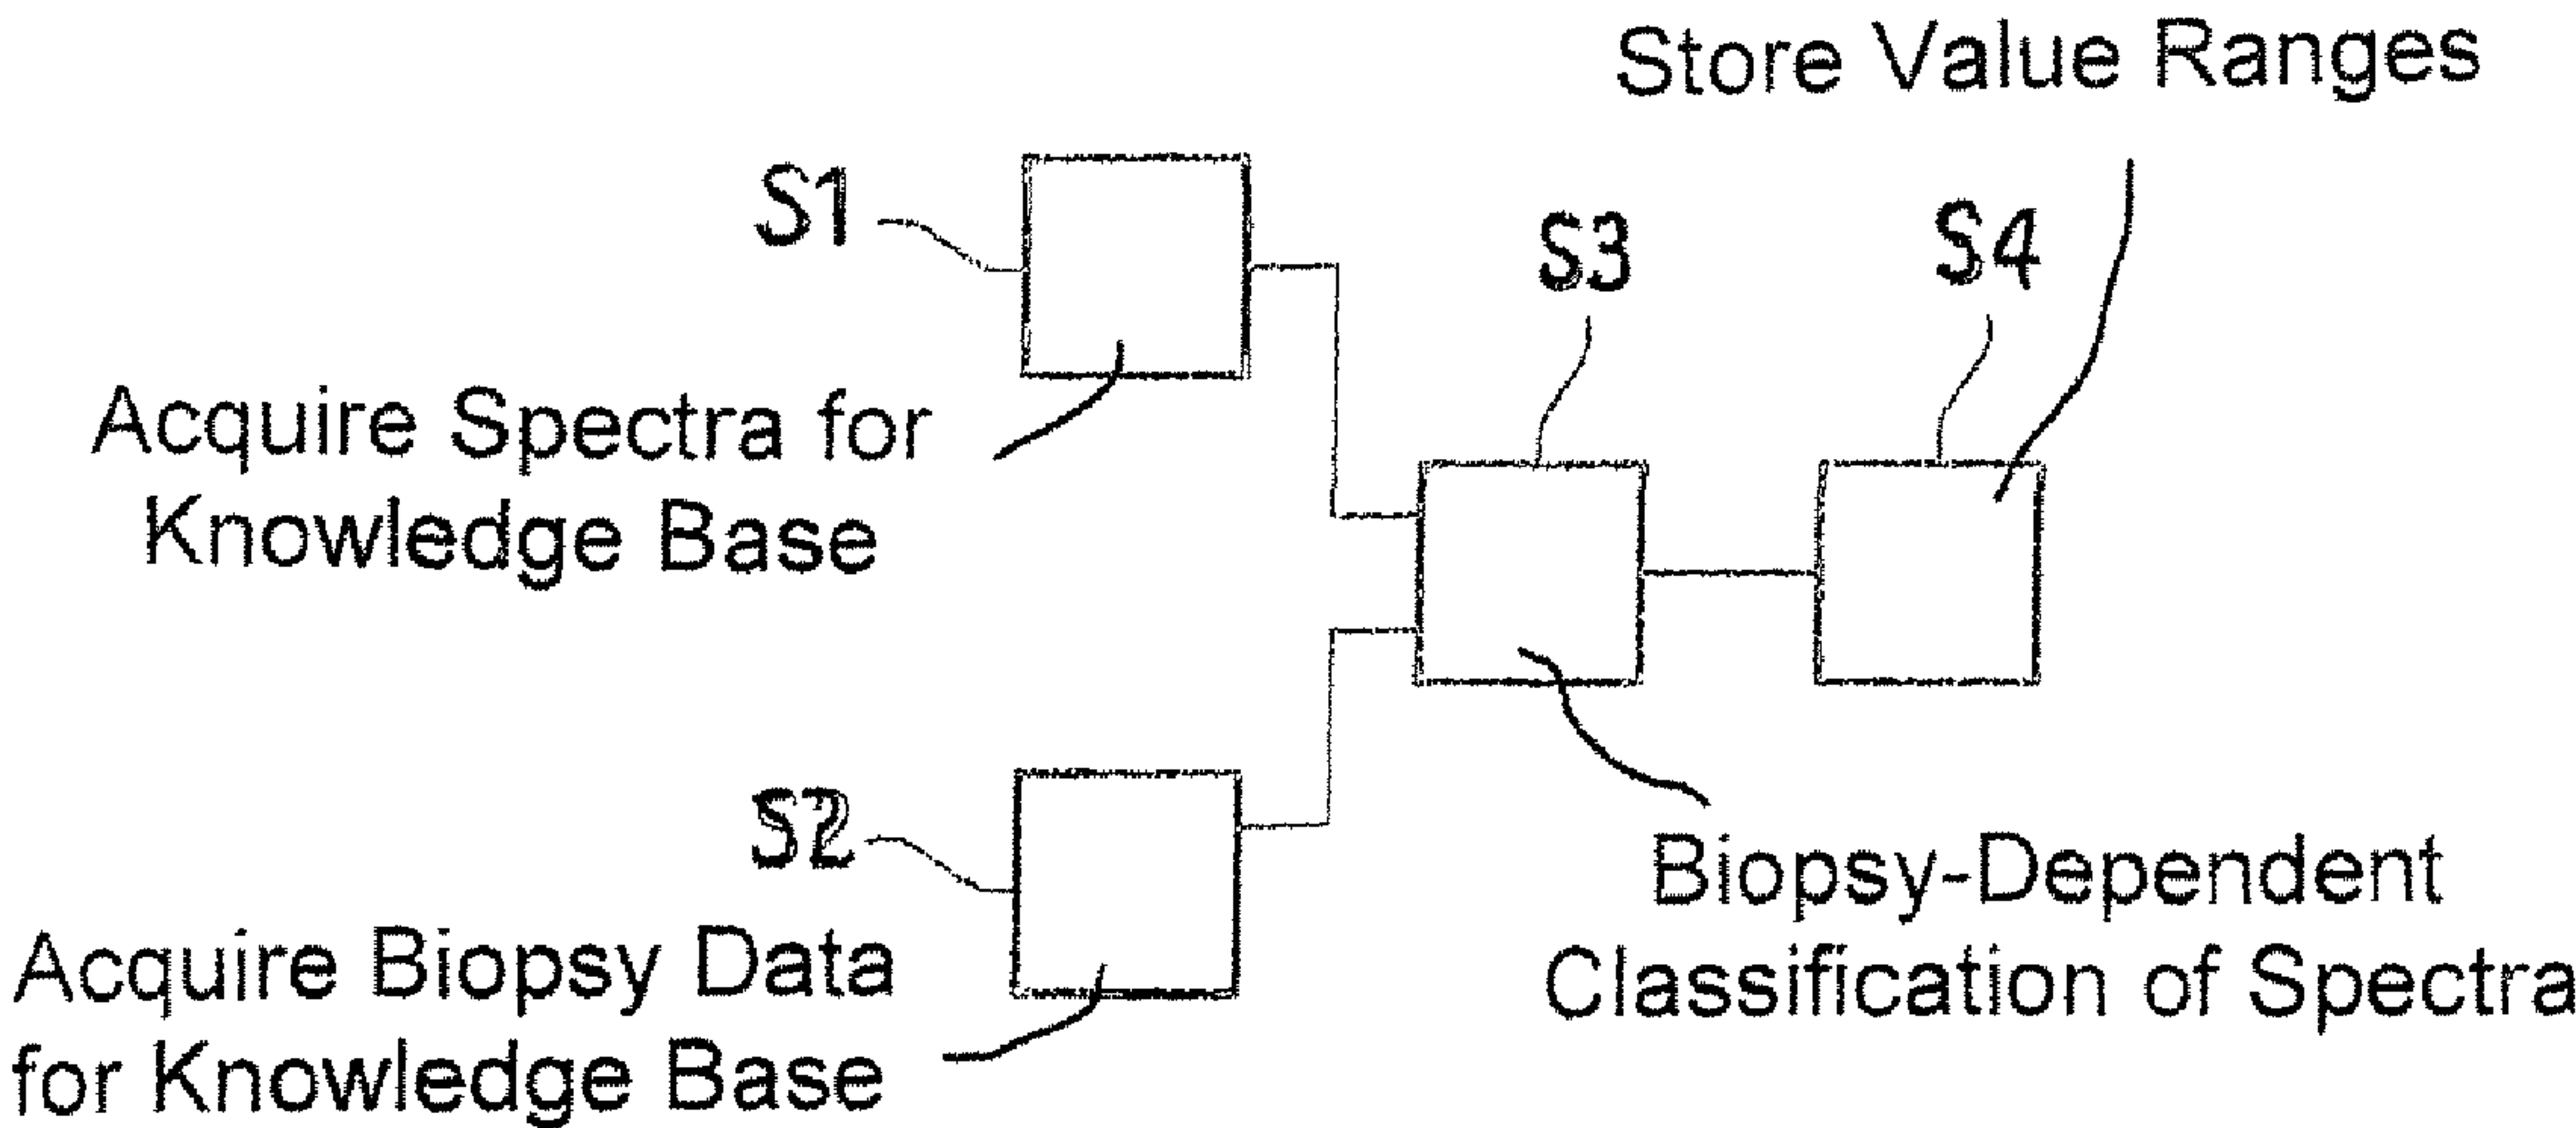 Store Value Ranges
S1
S3
S4
Acquire Spectra for
Knowledge Base
S2
Biopsy-Dependent
Classification of Spectra
Acquire Biopsy Data
for Knowledge Base